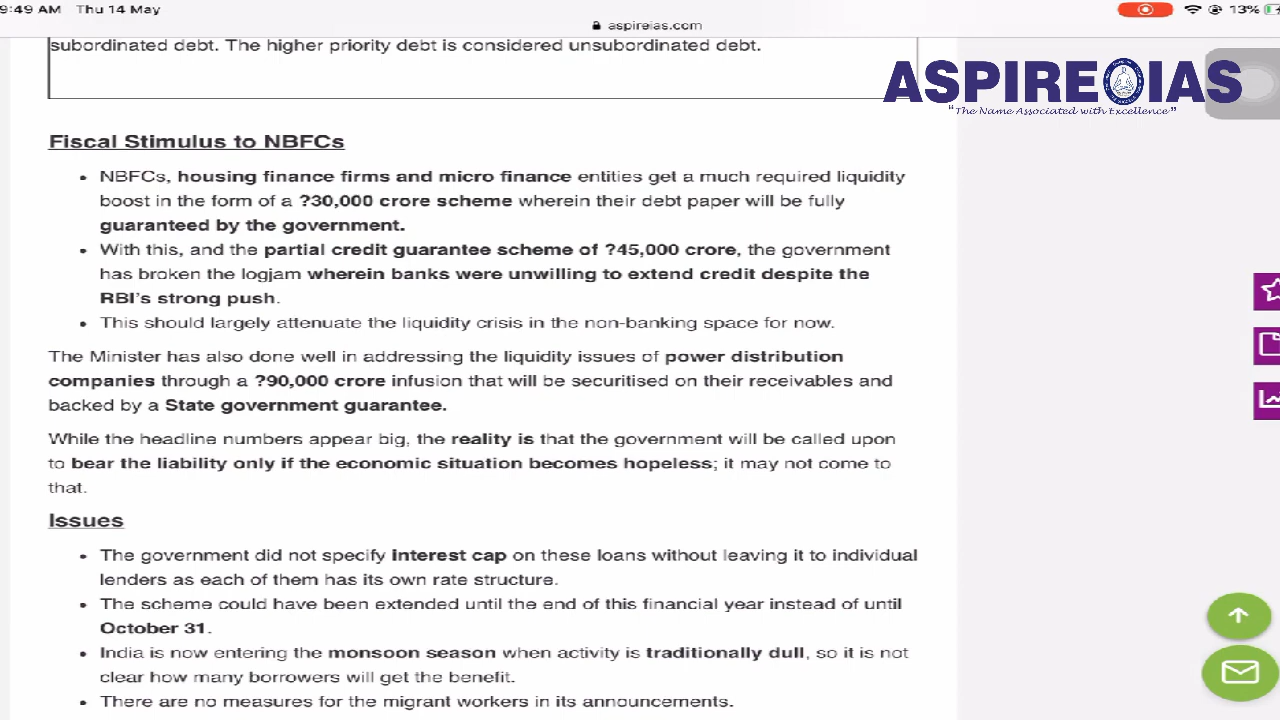 9:49 AM Thu 14 May
13%
aspireias.com
subordinated debt. The higher priority debt is considered unsubordinated debt.
ASPIRE IAS
"The Name Associated with Excellence"
Fiscal Stimulus to NBFCs
• NBFCs, housing finance firms and micro finance entities get a much required liquidity
boost in the form of a ?30,000 crore scheme wherein their debt paper will be fully
guaranteed by the government.
• With this, and the partial credit guarantee scheme of ?45,000 crore, the government
has broken the logjam wherein banks were unwilling to extend credit despite the
RBI's strong push.
• This should largely attenuate the liquidity crisis in the non-banking space for now.
The Minister has also done well in addressing the liquidity issues of power distribution
companies through a ?90,000 crore infusion that will be securitised on their receivables and
backed by a State government guarantee.
While the headline numbers appear big, the reality is that the government will be called upon
to bear the liability only if the economic situation becomes hopeless; it may not come to
that.
Issues
• The government did not specify interest cap on these loans without leaving it to individual
lenders as each of them has its own rate structure.
• The scheme could have been extended until the end of this financial year instead of until
October 31.
• India is now entering the monsoon season when activity is traditionally dull, so it is not
clear how many borrowers will get the benefit.
• There are no measures for the migrant workers in its announcements.